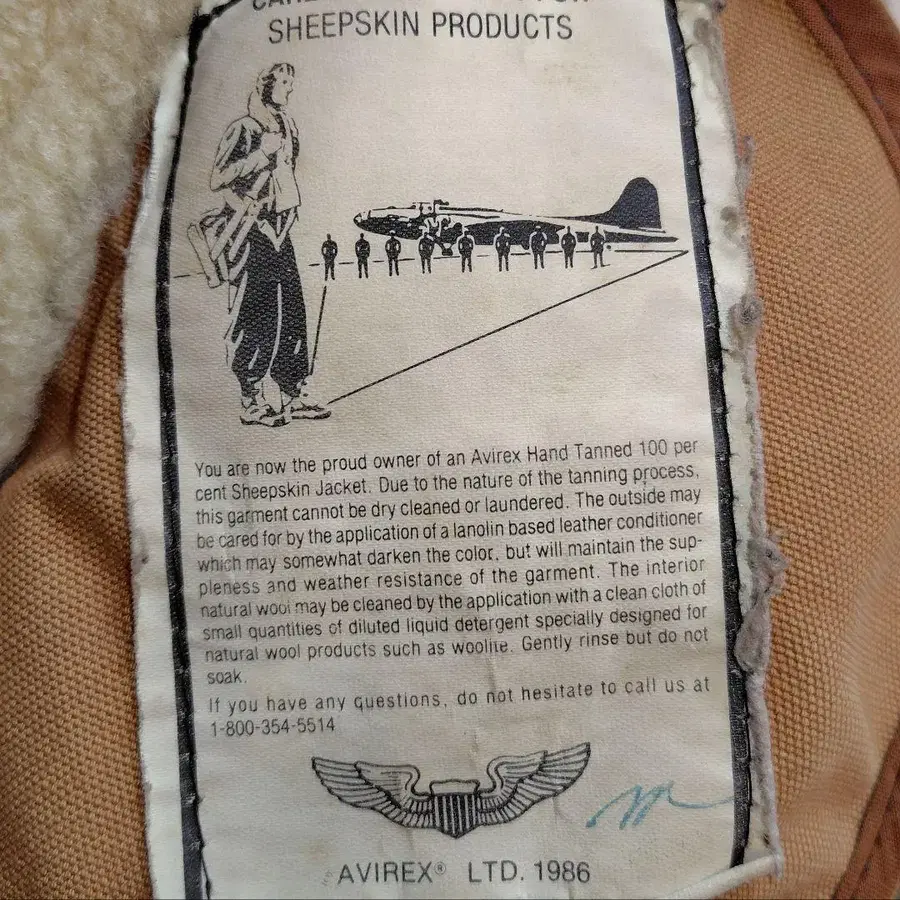 SHEEPSKIN PRODUCTS
You are now the proud owner of an Avirex Hand Tanned 100 per
cent Sheepskin Jacket. Due to the nature of the tanning process,
this garment cannot be dry cleaned or laundered. The outside may
be cared for by the application of a lanolin based leather conditioner
which may somewhat darken the color, but will maintain the sup-
pleness and weather resistance of the garment. The interior
natural wool may be cleaned by the application with a clean cloth of
small quantities of diluted liquid detergent specially designed for
natural wool products such as woolite. Gently rinse but do not
soak.
If you have any questions, do not hesitate to call us at
1-800-354-5514
AVIREX® LTD. 1986